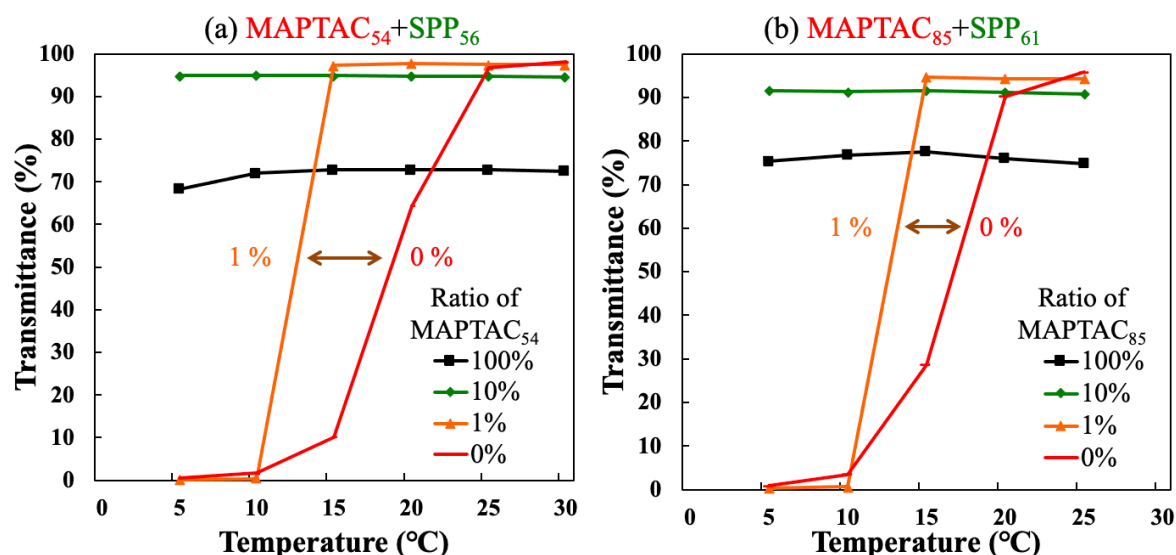 (a) MAPTAC54+SPP56
100
90
80
70
60
50
40
30
20
10
0
Transmittance (%)
1 %
0 %
Ratio of
MAPTAC54
100%
10%
1%
0%
0 5 10 15 20 25 30
Temperature (℃)
(b) MAPTAC85+SPP61
100
90
80
70
60
50
40
30
20
10
0
Transmittance (%)
1 %
0 %
Ratio of
MAPTAC85
100%
10%
1%
0%
0 5 10 15 20 25 30
Temperature (℃)